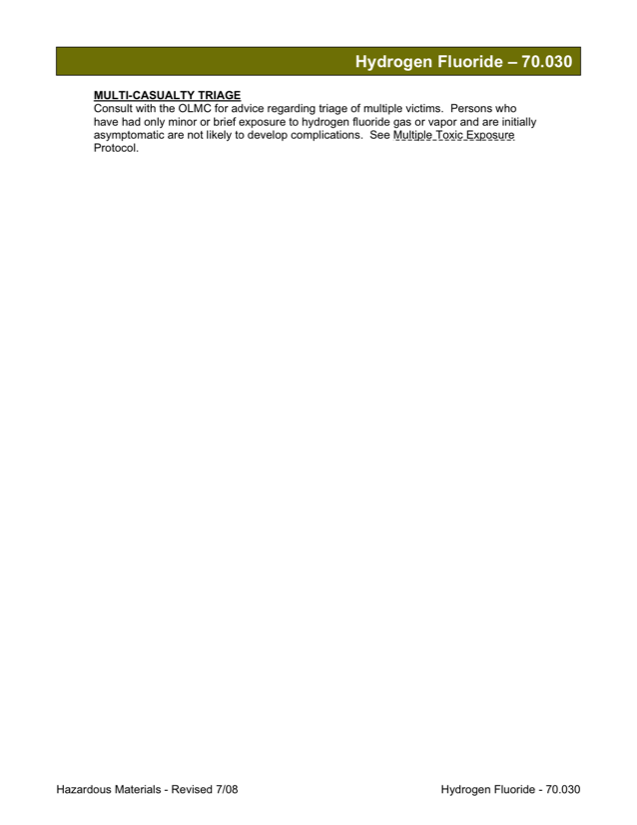 Hydrogen Fluoride – 70.030
MULTI-CASUALTY TRIAGE
Consult with the OLMC for advice regarding triage of multiple victims.  Persons who
have had only minor or brief exposure to hydrogen fluoride gas or vapor and are initially
asymptomatic are not likely to develop complications.  See Multiple Toxic Exposure
Protocol.
Hazardous Materials - Revised 7/08
Hydrogen Fluoride - 70.030